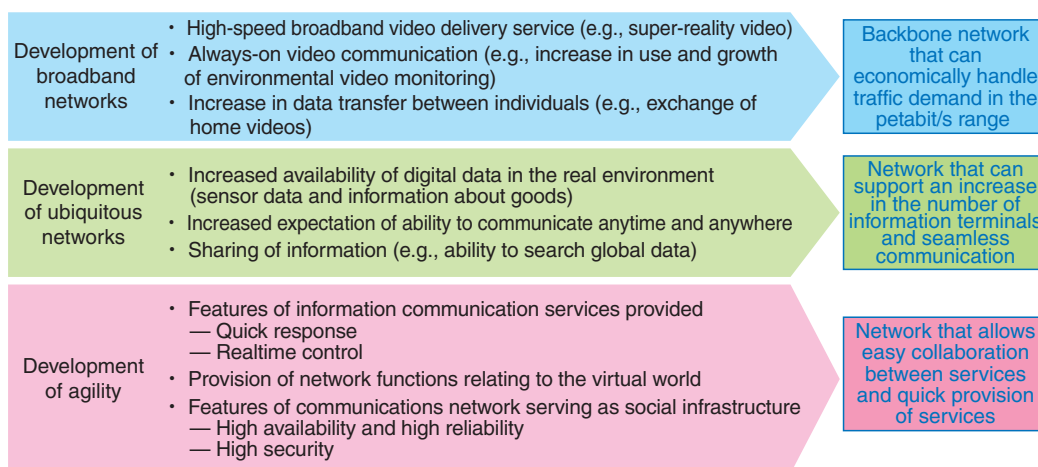 Development of
broadband
networks
・ High-speed broadband video delivery service (e.g., super-reality video)
・ Always-on video communication (e.g., increase in use and growth
of environmental video monitoring)
・ Increase in data transfer between individuals (e.g., exchange of
home videos)
Backbone network
that can
economically handle
traffic demand in the
petabit/s range
Development
of ubiquitous
networks
・ Increased availability of digital data in the real environment
(sensor data and information about goods)
・ Increased expectation of ability to communicate anytime and anywhere
・ Sharing of information (e.g., ability to search global data)
Network that can
support an increase
in the number of
information terminals
and seamless
communication
Development
of agility
・ Features of information communication services provided
— Quick response
— Realtime control
・ Provision of network functions relating to the virtual world
・ Features of communications network serving as social infrastructure
— High availability and high reliability
— High security
Network that allows
easy collaboration
between services
and quick provision
of services